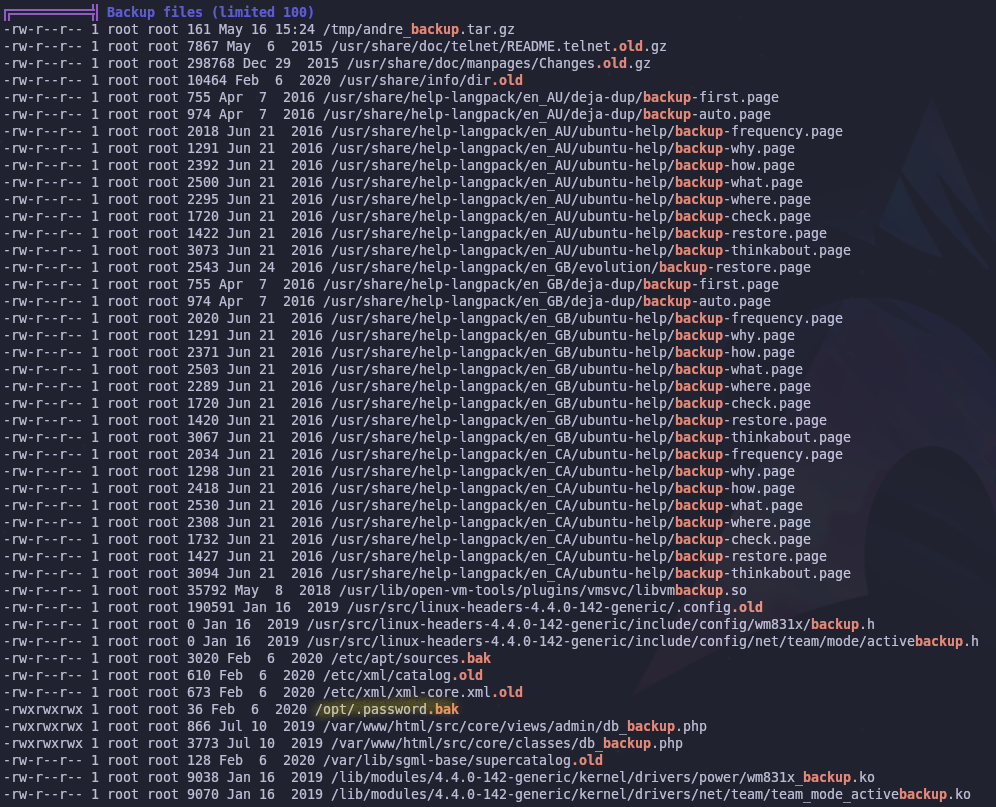 Backup files (limited 100)
-rw-r--r-- 1 root root 161 May 16 15:24 /tmp/andre_backup.tar.gz
-rw-r--r-- 1 root root 7867 May  6  2015 /usr/share/doc/telnet/README.telnet.old.gz
-rw-r--r-- 1 root root 298768 Dec 29  2015 /usr/share/doc/manpages/Changes.old.gz
-rw-r--r-- 1 root root 10464 Feb  6  2020 /usr/share/info/dir.old
-rw-r--r-- 1 root root 755 Apr  7  2016 /usr/share/help-langpack/en_AU/deja-dup/backup-first.page
-rw-r--r-- 1 root root 974 Apr  7  2016 /usr/share/help-langpack/en_AU/deja-dup/backup-auto.page
-rw-r--r-- 1 root root 2018 Jun 21  2016 /usr/share/help-langpack/en_AU/ubuntu-help/backup-frequency.page
-rw-r--r-- 1 root root 1291 Jun 21  2016 /usr/share/help-langpack/en_AU/ubuntu-help/backup-why.page
-rw-r--r-- 1 root root 2392 Jun 21  2016 /usr/share/help-langpack/en_AU/ubuntu-help/backup-how.page
-rw-r--r-- 1 root root 2500 Jun 21  2016 /usr/share/help-langpack/en_AU/ubuntu-help/backup-what.page
-rw-r--r-- 1 root root 2295 Jun 21  2016 /usr/share/help-langpack/en_AU/ubuntu-help/backup-where.page
-rw-r--r-- 1 root root 1720 Jun 21  2016 /usr/share/help-langpack/en_AU/ubuntu-help/backup-check.page
-rw-r--r-- 1 root root 1422 Jun 21  2016 /usr/share/help-langpack/en_AU/ubuntu-help/backup-restore.page
-rw-r--r-- 1 root root 3073 Jun 21  2016 /usr/share/help-langpack/en_AU/ubuntu-help/backup-thinkabout.page
-rw-r--r-- 1 root root 2543 Jun 24  2016 /usr/share/help-langpack/en_GB/evolution/backup-restore.page
-rw-r--r-- 1 root root 755 Apr  7  2016 /usr/share/help-langpack/en_GB/deja-dup/backup-first.page
-rw-r--r-- 1 root root 974 Apr  7  2016 /usr/share/help-langpack/en_GB/deja-dup/backup-auto.page
-rw-r--r-- 1 root root 2020 Jun 21  2016 /usr/share/help-langpack/en_GB/ubuntu-help/backup-frequency.page
-rw-r--r-- 1 root root 1291 Jun 21  2016 /usr/share/help-langpack/en_GB/ubuntu-help/backup-why.page
-rw-r--r-- 1 root root 2371 Jun 21  2016 /usr/share/help-langpack/en_GB/ubuntu-help/backup-how.page
-rw-r--r-- 1 root root 2503 Jun 21  2016 /usr/share/help-langpack/en_GB/ubuntu-help/backup-what.page
-rw-r--r-- 1 root root 2289 Jun 21  2016 /usr/share/help-langpack/en_GB/ubuntu-help/backup-where.page
-rw-r--r-- 1 root root 1720 Jun 21  2016 /usr/share/help-langpack/en_GB/ubuntu-help/backup-check.page
-rw-r--r-- 1 root root 1420 Jun 21  2016 /usr/share/help-langpack/en_GB/ubuntu-help/backup-restore.page
-rw-r--r-- 1 root root 3067 Jun 21  2016 /usr/share/help-langpack/en_GB/ubuntu-help/backup-thinkabout.page
-rw-r--r-- 1 root root 2034 Jun 21  2016 /usr/share/help-langpack/en_CA/ubuntu-help/backup-frequency.page
-rw-r--r-- 1 root root 1298 Jun 21  2016 /usr/share/help-langpack/en_CA/ubuntu-help/backup-why.page
-rw-r--r-- 1 root root 2418 Jun 21  2016 /usr/share/help-langpack/en_CA/ubuntu-help/backup-how.page
-rw-r--r-- 1 root root 2530 Jun 21  2016 /usr/share/help-langpack/en_CA/ubuntu-help/backup-what.page
-rw-r--r-- 1 root root 2308 Jun 21  2016 /usr/share/help-langpack/en_CA/ubuntu-help/backup-where.page
-rw-r--r-- 1 root root 1732 Jun 21  2016 /usr/share/help-langpack/en_CA/ubuntu-help/backup-check.page
-rw-r--r-- 1 root root 1427 Jun 21  2016 /usr/share/help-langpack/en_CA/ubuntu-help/backup-restore.page
-rw-r--r-- 1 root root 3094 Jun 21  2016 /usr/share/help-langpack/en_CA/ubuntu-help/backup-thinkabout.page
-rw-r--r-- 1 root root 35792 May  8  2018 /usr/lib/open-vm-tools/plugins/vmsvc/libvmbackup.so
-rw-r--r-- 1 root root 190591 Jan 16  2019 /usr/src/linux-headers-4.4.0-142-generic/.config.old
-rw-r--r-- 1 root root 0 Jan 16  2019 /usr/src/linux-headers-4.4.0-142-generic/include/config/wm831x/backup.h
-rw-r--r-- 1 root root 0 Jan 16  2019 /usr/src/linux-headers-4.4.0-142-generic/include/config/net/team/mode/activebackup.h
-rw-r--r-- 1 root root 3020 Feb  6  2020 /etc/apt/sources.bak
-rw-r--r-- 1 root root 610 Feb  6  2020 /etc/xml/catalog.old
-rw-r--r-- 1 root root 673 Feb  6  2020 /etc/xml/xml-core.xml.old
-rwxrwxrwx 1 root root 36 Feb  6  2020 /opt/.password.bak
-rwxrwxrwx 1 root root 866 Jul 10  2019 /var/www/html/src/core/views/admin/db_backup.php
-rwxrwxrwx 1 root root 3773 Jul 10  2019 /var/www/html/src/core/classes/db_backup.php
-rw-r--r-- 1 root root 128 Feb  6  2020 /var/lib/sgml-base/supercatalog.old
-rw-r--r-- 1 root root 9038 Jan 16  2019 /lib/modules/4.4.0-142-generic/kernel/drivers/power/wm831x_backup.ko
-rw-r--r-- 1 root root 9070 Jan 16  2019 /lib/modules/4.4.0-142-generic/kernel/drivers/net/team/team_mode_activebackup.ko